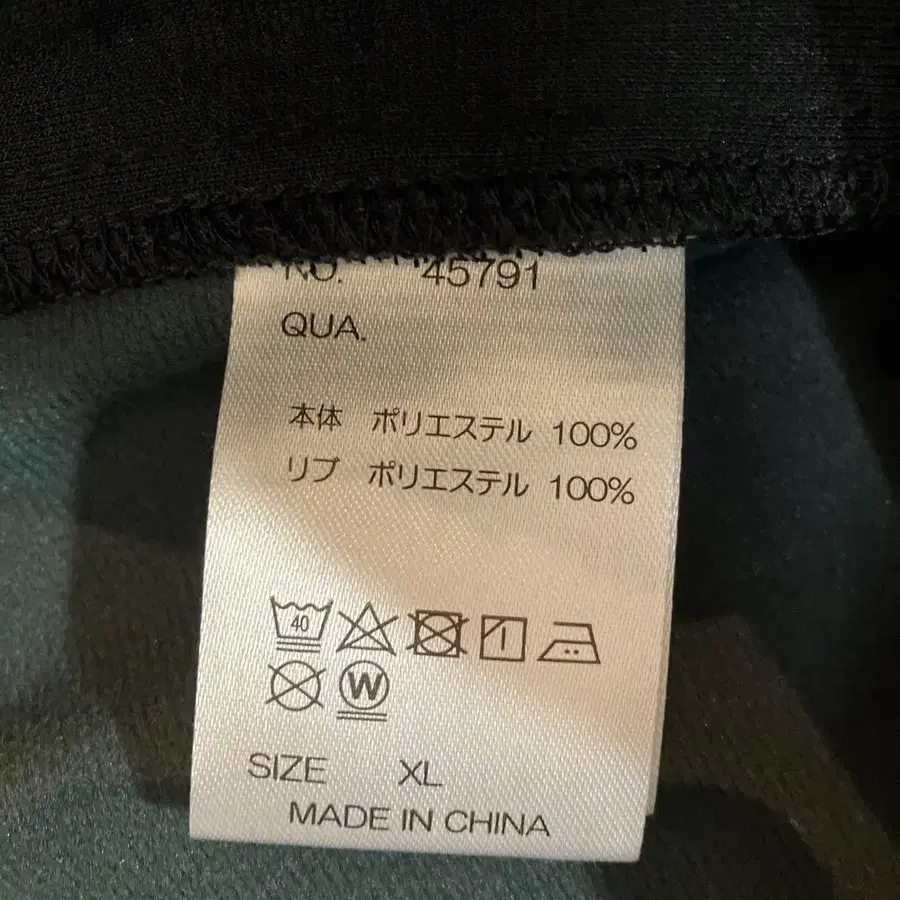 NO. '45791
QUA.
本体 ポリエステル 100%
リブ ポリエステル 100%
40
W
SIZE XL
MADE IN CHINA